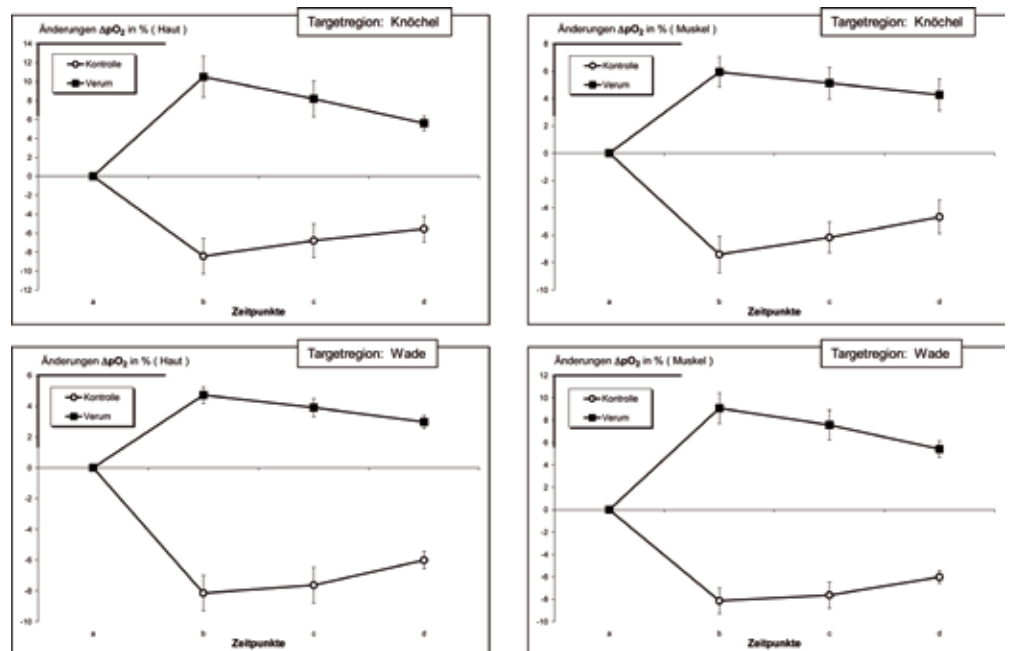 Targetregion: Knöchel
Änderungen ΔpO₂ in % ( Haut )
Kontrolle
Verum
14
12
10
8
6
4
2
0
-2
-4
-6
-8
-10
-12
a b c d
Zeitpunkte
Targetregion: Knöchel
Änderungen ΔpO₂ in % ( Muskel )
Kontrolle
Verum
8
6
4
2
0
-2
-4
-6
-8
-10
a b c d
Zeitpunkte
Targetregion: Wade
Änderungen ΔpO₂ in % ( Haut )
Kontrolle
Verum
6
4
2
0
-2
-4
-6
-8
-10
a b c d
Zeitpunkte
Targetregion: Wade
Änderungen ΔpO₂ in % ( Muskel )
Kontrolle
Verum
12
10
8
6
4
2
0
-2
-4
-6
-8
-10
-12
a b c d
Zeitpunkte